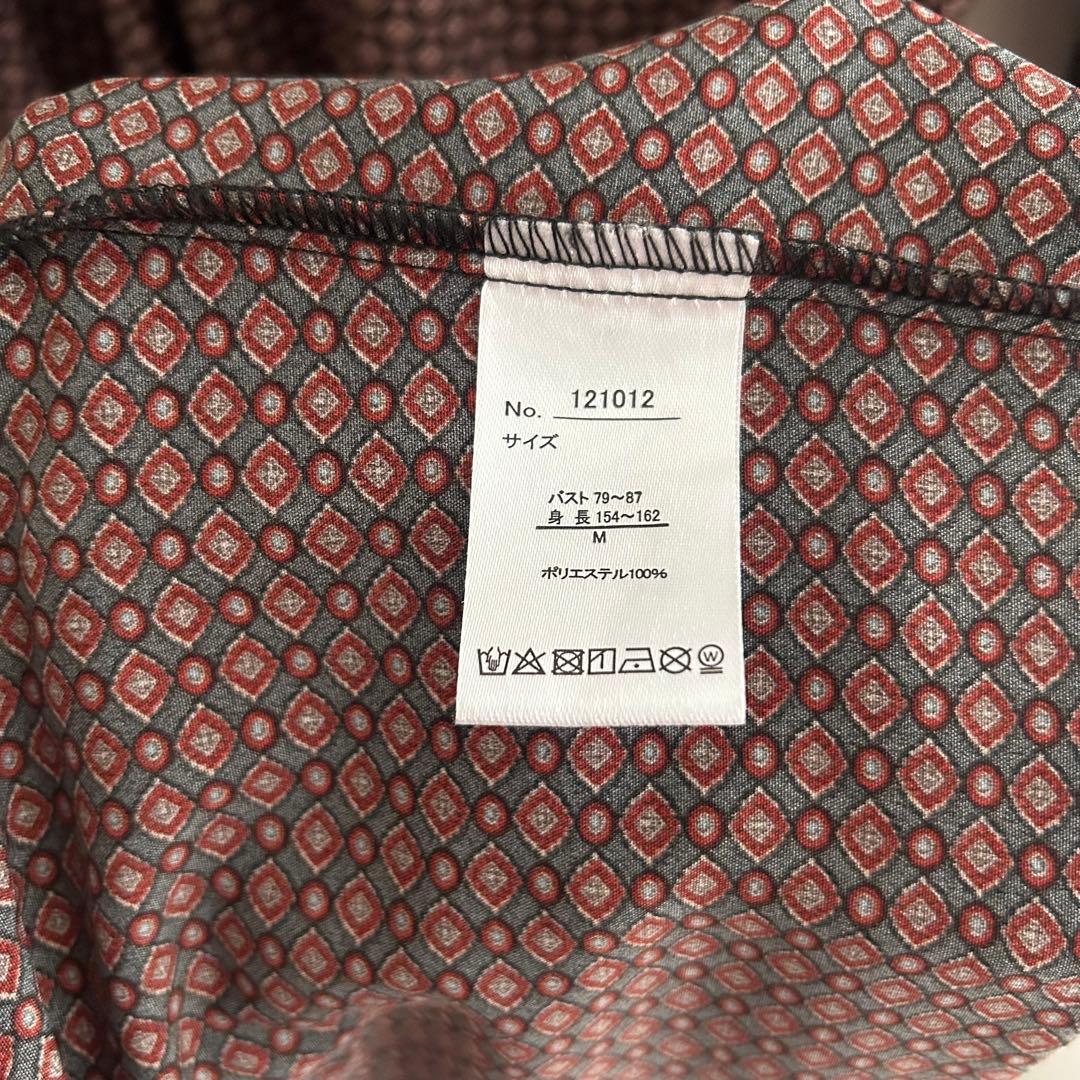 No. 121012
サイズ
バスト 79～87
身 長 154～162
M
ポリエステル100%
W